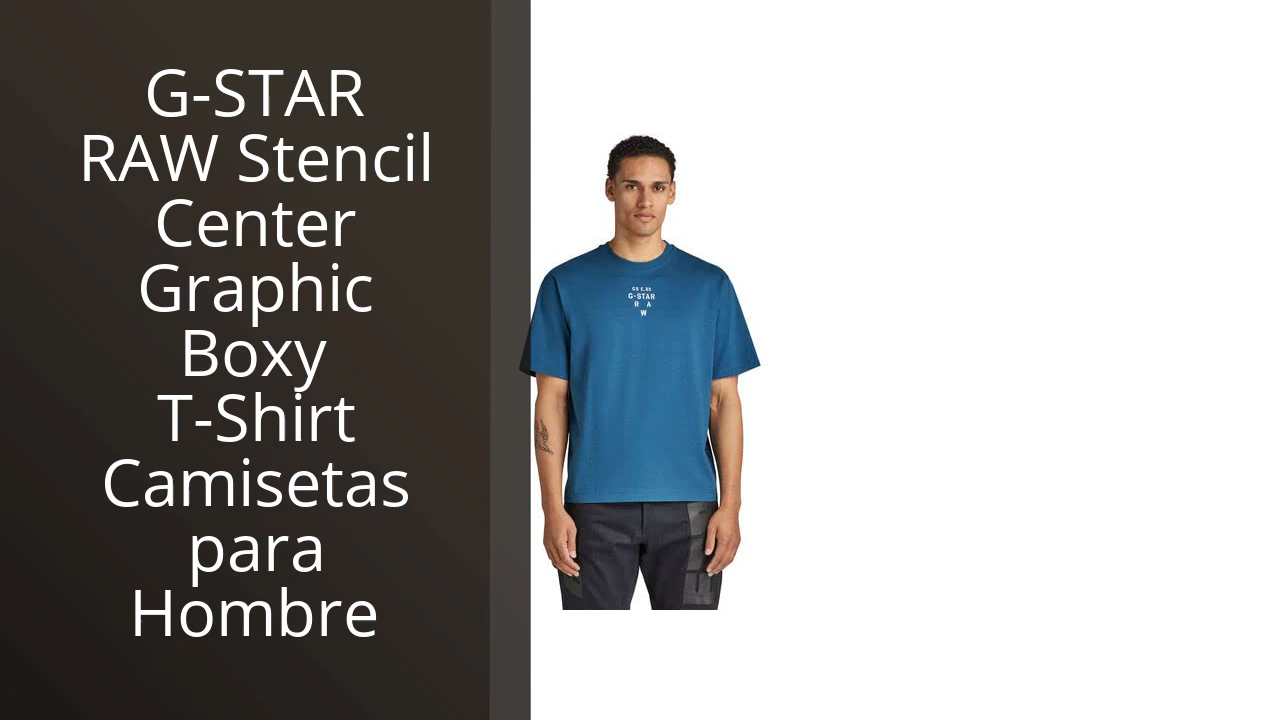 G-STAR
RAW Stencil
Center
Graphic
Boxy
T-Shirt
Camisetas
para
Hombre
G-STAR
R A
W